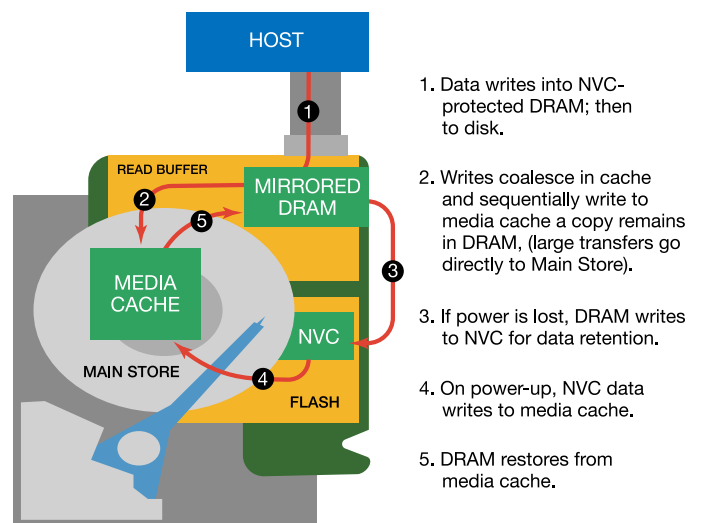 HOST
1
READ BUFFER
MIRRORED
DRAM
2
5
3
MEDIA
CACHE
NVC
MAIN STORE
4
FLASH
1. Data writes into NVC-
protected DRAM; then
to disk.
2. Writes coalesce in cache
and sequentially write to
media cache a copy remains
in DRAM, (large transfers go
directly to Main Store).
3. If power is lost, DRAM writes
to NVC for data retention.
4. On power-up, NVC data
writes to media cache.
5. DRAM restores from
media cache.